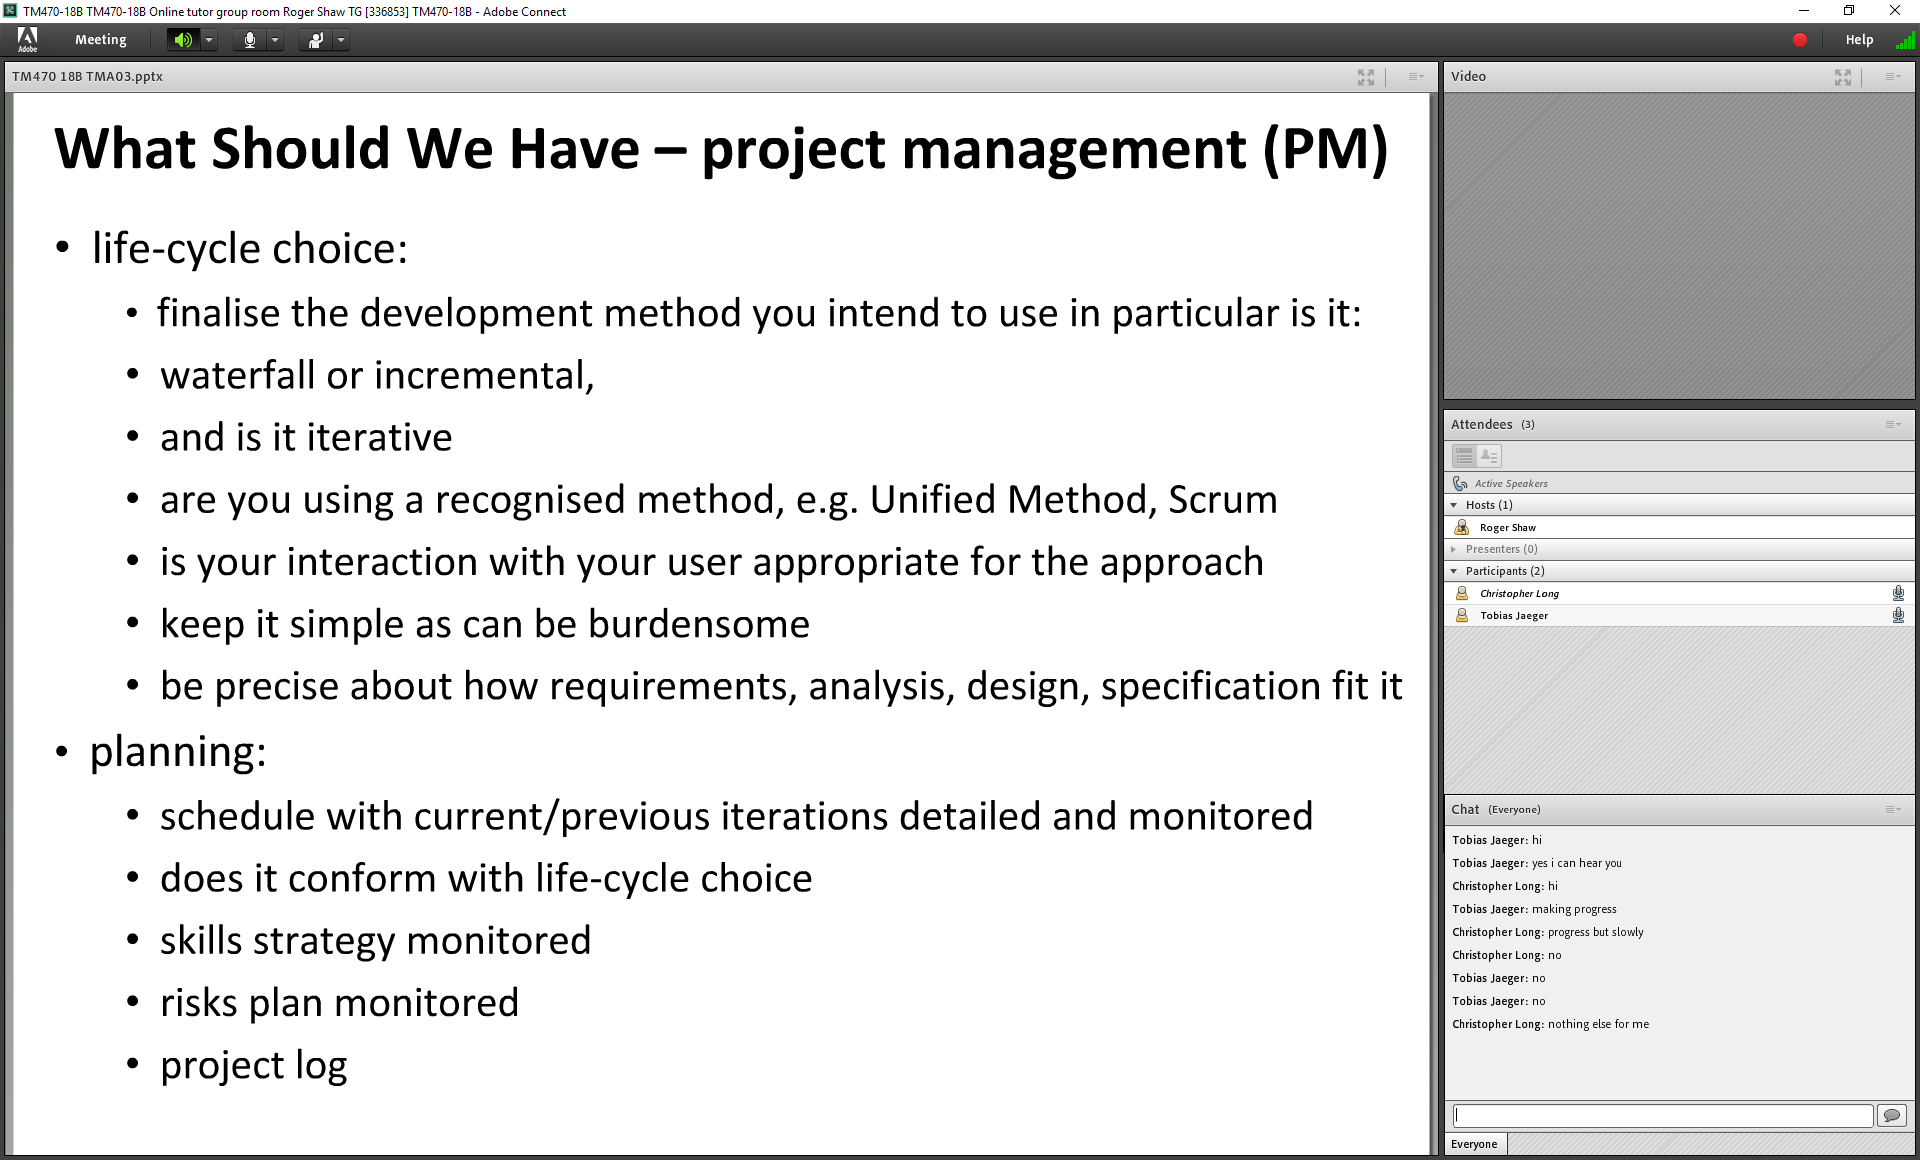 TM470-18B TM470-18B Online tutor group room Roger Shaw TG [336853] TM470-18B - Adobe Connect
Adobe
Meeting
Help
TM470 18B TMA03.pptx
What Should We Have – project management (PM)
• life-cycle choice:
• finalise the development method you intend to use in particular is it:
• waterfall or incremental,
• and is it iterative
• are you using a recognised method, e.g. Unified Method, Scrum
• is your interaction with your user appropriate for the approach
• keep it simple as can be burdensome
• be precise about how requirements, analysis, design, specification fit it
• planning:
• schedule with current/previous iterations detailed and monitored
• does it conform with life-cycle choice
• skills strategy monitored
• risks plan monitored
• project log
Video
Attendees (3)
Active Speakers
Hosts (1)
Roger Shaw
Presenters (0)
Participants (2)
Christopher Long
Tobias Jaeger
Chat (Everyone)
Tobias Jaeger: hi
Tobias Jaeger: yes i can hear you
Christopher Long: hi
Tobias Jaeger: making progress
Christopher Long: progress but slowly
Christopher Long: no
Tobias Jaeger: no
Tobias Jaeger: no
Christopher Long: nothing else for me
Everyone